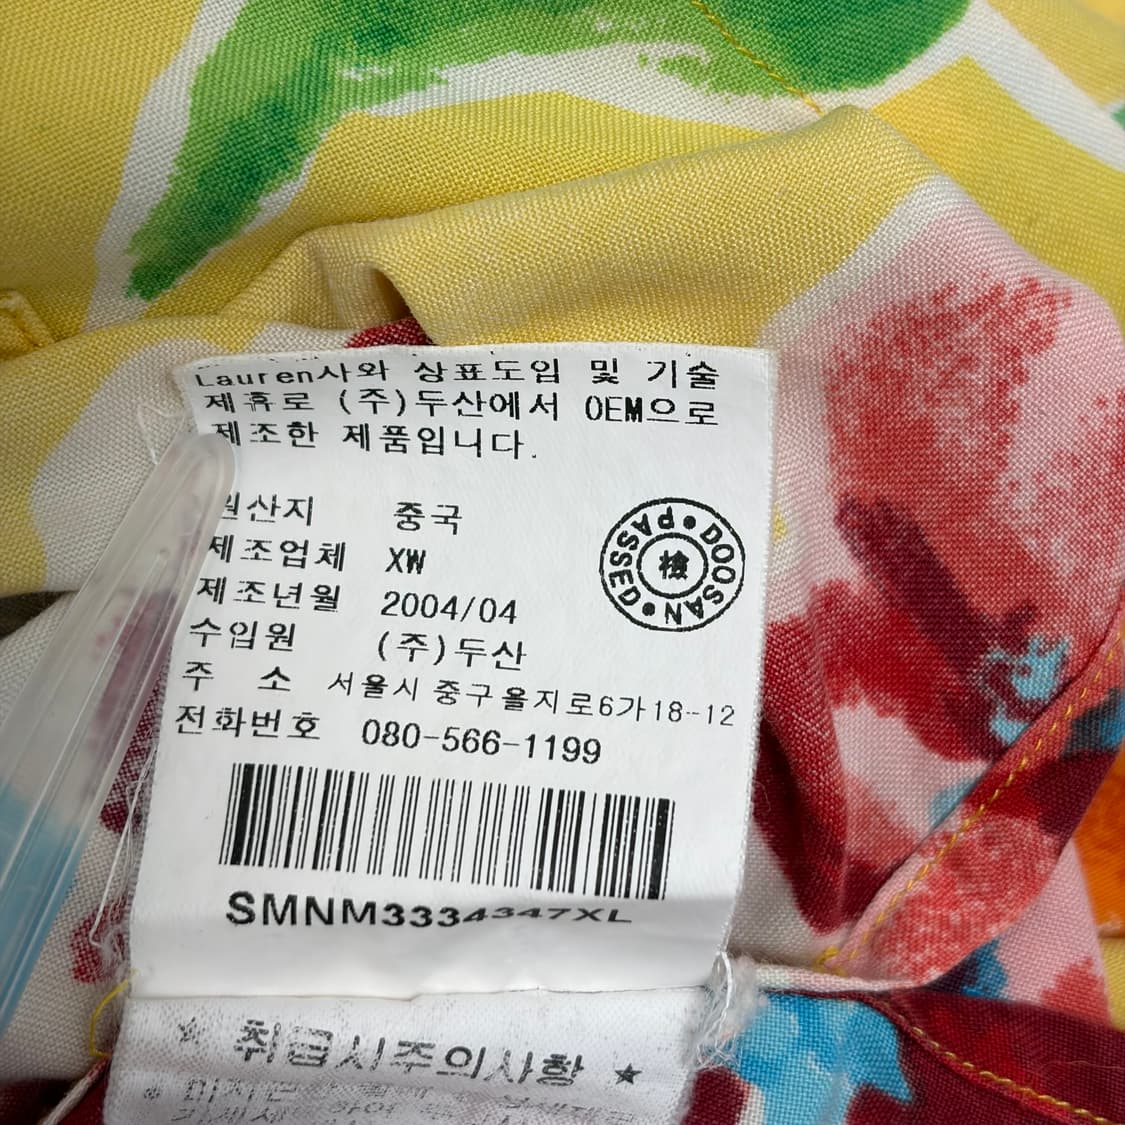 Lauren사와 상표도입 및 기술
제휴로 (주)두산에서 OEM으로
제조한 제품입니다.
원산지 중국
제조업체 XW
제조년월 2004/04
수입원 (주)두산
주 소 서울시 중구을지로6가18-12
전화번호 080-566-1199
DOOSAN PASSED
檢
DOOSAN PASSED
SMNM3334347XL
★ 취급시주의사항 ★